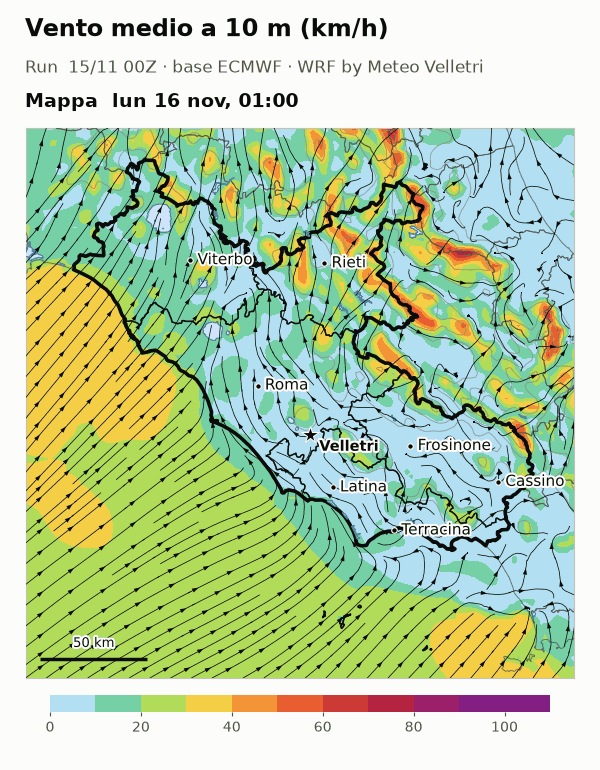 Vento medio a 10 m (km/h)
Run 15/11 00Z · base ECMWF · WRF by Meteo Velletri
Mappa lun 16 nov, 01:00
Viterbo
Rieti
Roma
Velletri
Frosinone
Cassino
Latina
Terracina
50 km
0 20 40 60 80 100